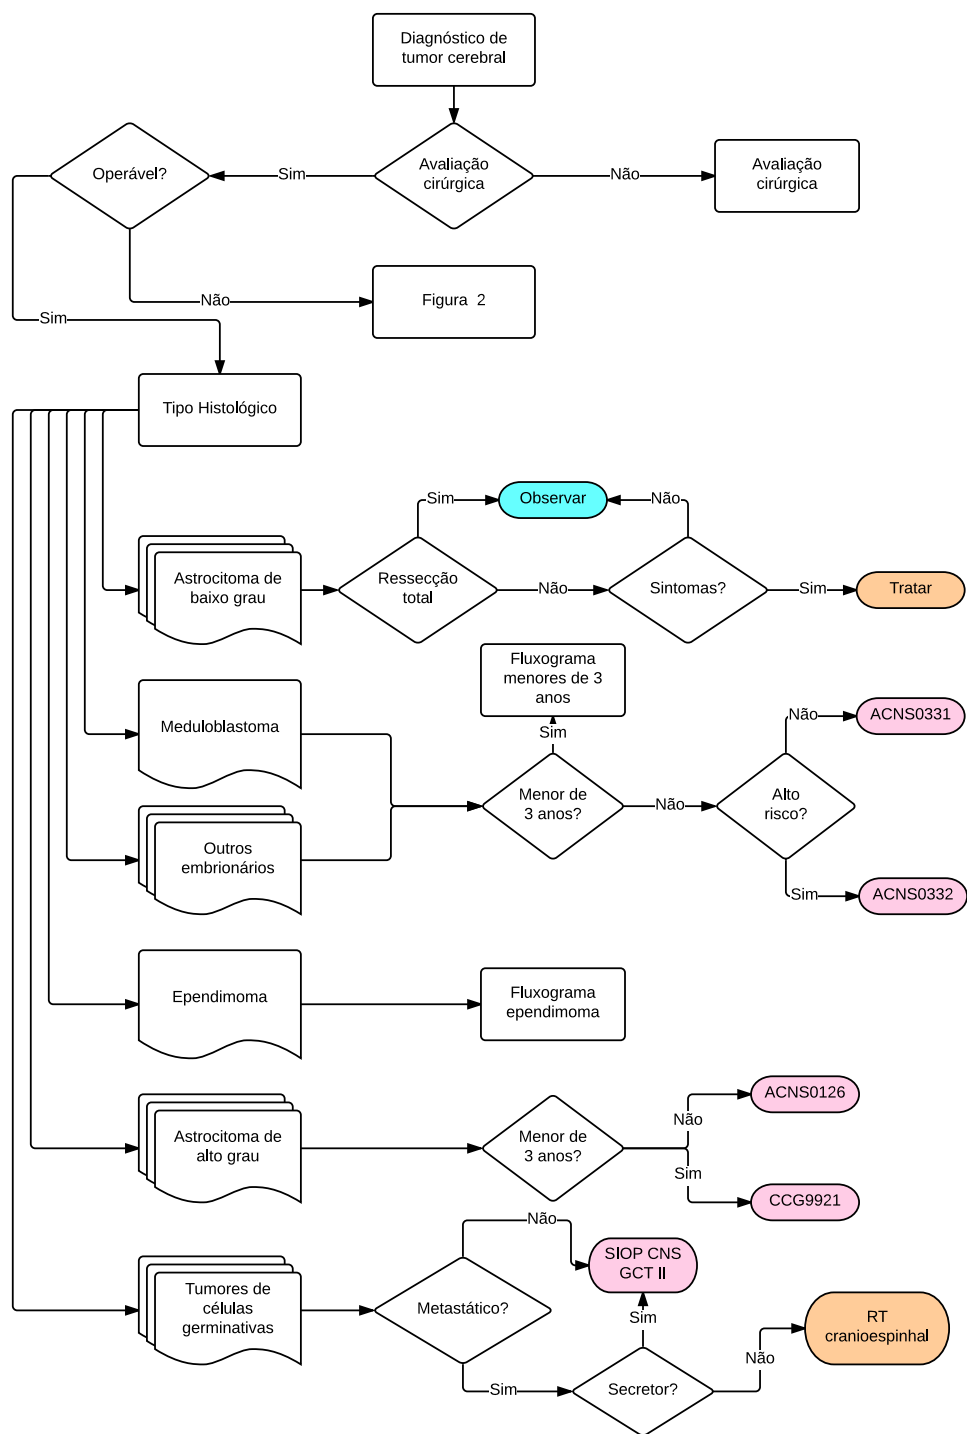 Diagnóstico de
tumor cerebral
Operável?
Sim
Avaliação
cirúrgica
Não
Avaliação
cirúrgica
Não
Figura 2
Sim
Tipo Histológico
Sim
Observar
Não
Astrocitoma de
baixo grau
Ressecção
total
Não
Sintomas?
Sim
Tratar
Fluxograma
menores de 3
anos
Sim
Meduloblastoma
Não
ACNS0331
Menor de
3 anos?
Não
Alto
risco?
Outros
embrionários
Sim
ACNS0332
Ependimoma
Fluxograma
ependimoma
Astrocitoma de
alto grau
Menor de
3 anos?
Não
ACNS0126
Sim
CCG9921
Não
SIOP CNS
GCT II
Tumores de
células
germinativas
Metastático?
Sim
Sim
Secretor?
Não
RT
cranioespinhal